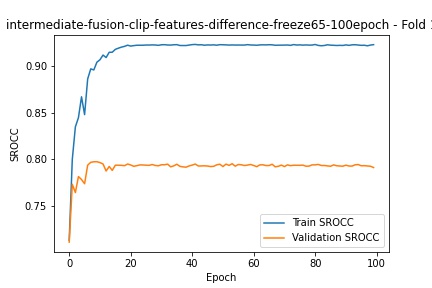 intermediate-fusion-clip-features-difference-freeze65-100epoch - Fold
0.90
0.85
0.80
0.75
SROCC
0
20
40
60
80
100
Epoch
Train SROCC
Validation SROCC